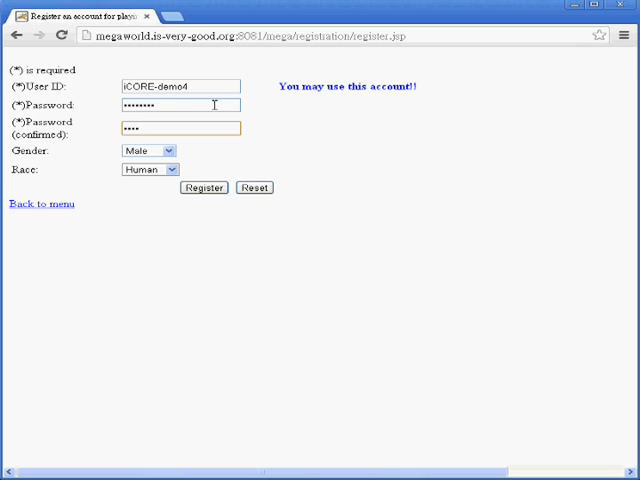 Register an account for playi
megaworld.is-very-good.org:8081/mega/registration/register.jsp
(*) is required
(*)User ID: iCORE-demo4 You may use this account!!
(*)Password: ••••••••
(*)Password
(confirmed): ••••
Gender: Male
Race: Human
Register Reset
Back to menu